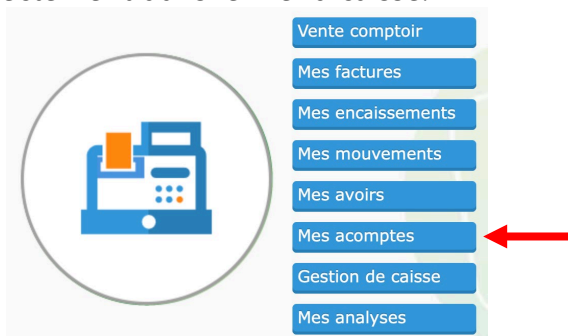 Vente comptoir
Mes factures
Mes encaissements
Mes mouvements
Mes avoirs
Mes acomptes
Gestion de caisse
Mes analyses